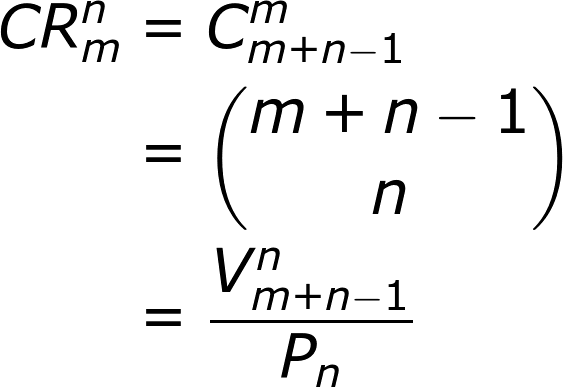 CR_m^n = C_{m+n-1}^m
= \binom{m+n-1}{n}
= \frac{V_{m+n-1}^n}{P_n}